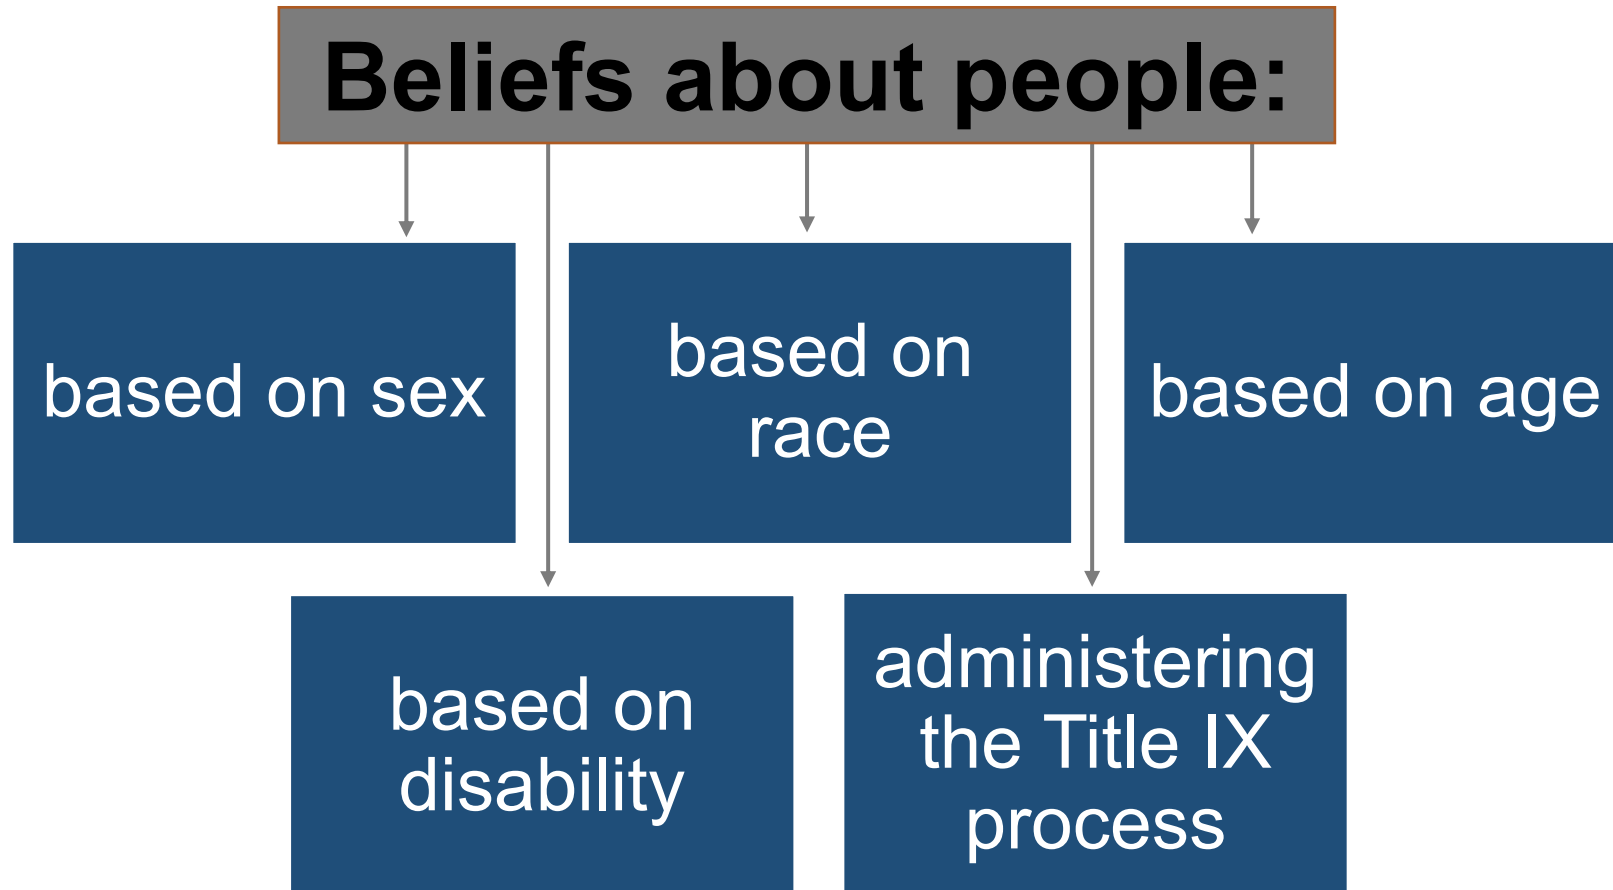 Beliefs about people:
based on sex
based on
race
based on age
based on
disability
administering
the Title IX
process